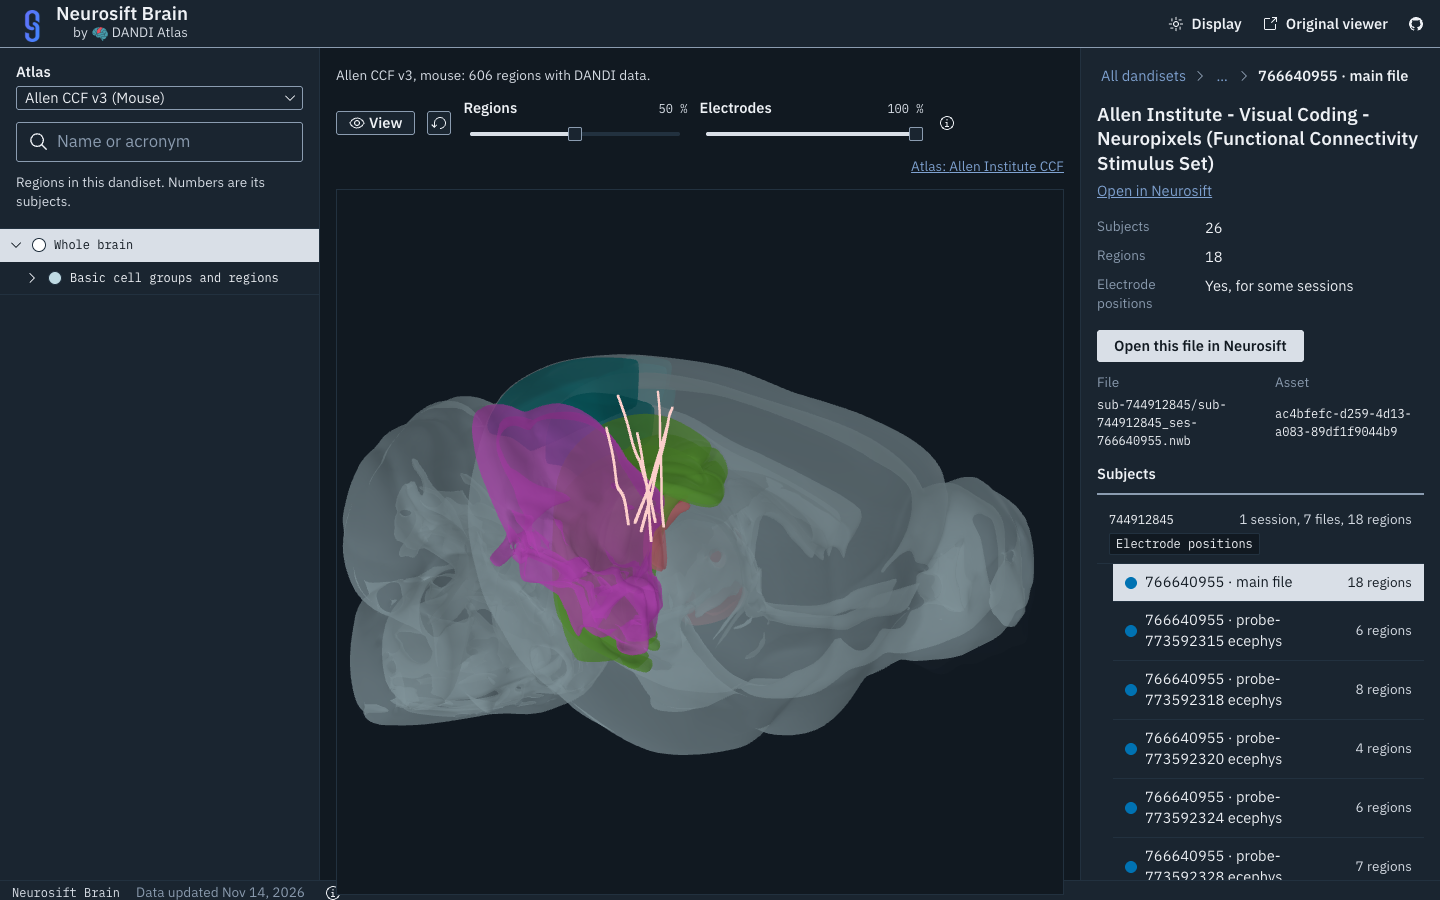 Neurosift Brain
by DANDI Atlas
Display
Original viewer
Atlas
Allen CCF v3 (Mouse)
Name or acronym
Regions in this dandiset. Numbers are its
subjects.
Whole brain
Basic cell groups and regions
Allen CCF v3, mouse: 606 regions with DANDI data.
View
Regions
50 %
Electrodes
100 %
Atlas: Allen Institute CCF
All dandisets
...
766640955 · main file
Allen Institute - Visual Coding -
Neuropixels (Functional Connectivity
Stimulus Set)
Open in Neurosift
Subjects
26
Regions
18
Electrode
positions
Yes, for some sessions
Open this file in Neurosift
File
sub-744912845/sub-
744912845_ses-
766640955.nwb
Asset
ac4bfefc-d259-4d13-
a083-89df1f9044b9
Subjects
744912845
1 session, 7 files, 18 regions
Electrode positions
766640955 · main file
18 regions
766640955 · probe-
773592315 ecephys
6 regions
766640955 · probe-
773592318 ecephys
8 regions
766640955 · probe-
773592320 ecephys
4 regions
766640955 · probe-
773592324 ecephys
6 regions
766640955 · probe-
773592328 ecephys
7 regions
Neurosift Brain
Data updated Nov 14, 2026